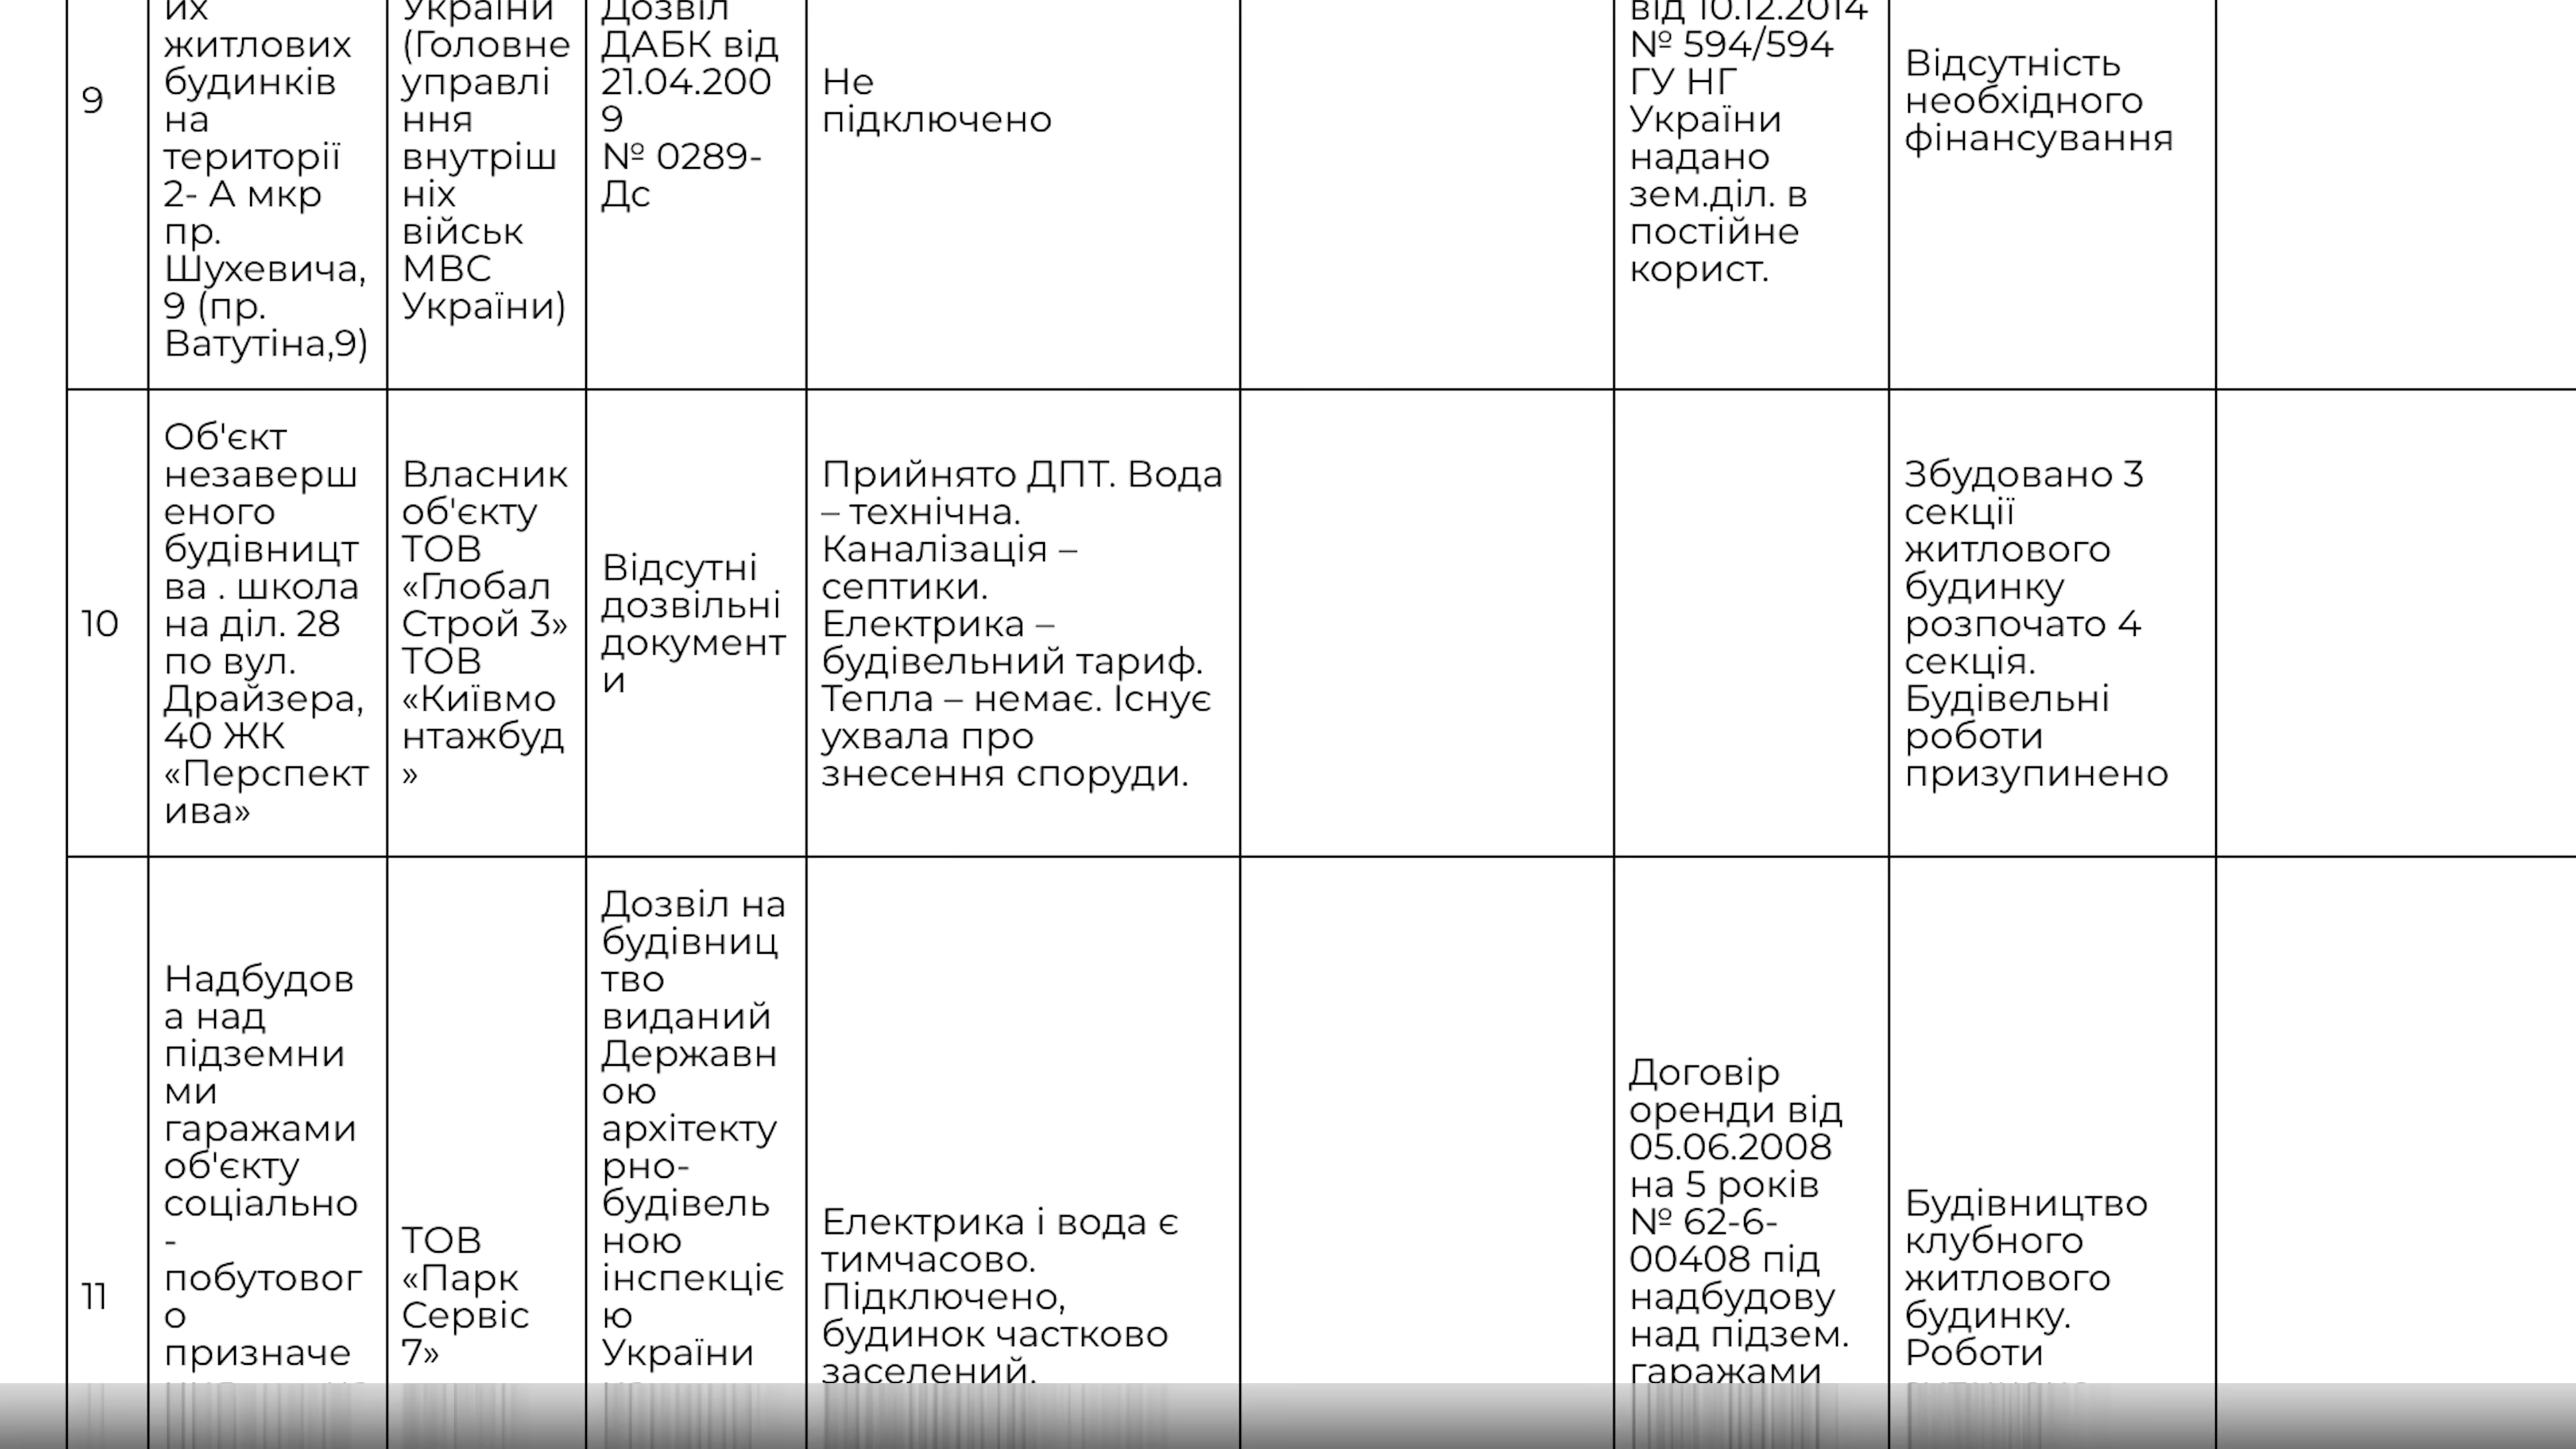 9
их
житлових
будинків
на
території
2- А мкр
пр.
Шухевича,
9 (пр.
Ватутіна,9)
України
(Головне
управлі
ння
внутріш
ніх
військ
МВС
України)
Дозвіл
ДАБК від
21.04.200
9
№ 0289-
Дс
Не
підключено
від 10.12.2014
№ 594/594
ГУ НГ
України
надано
зем.діл. в
постійне
корист.
Відсутність
необхідного
фінансування
10
Об'єкт
незаверш
еного
будівницт
ва . школа
на діл. 28
по вул.
Драйзера,
40 ЖК
«Перспект
ива»
Власник
об'єкту
ТОВ
«Глобал
Строй 3»
ТОВ
«Київмо
нтажбуд
»
Відсутні
дозвільні
документ
и
Прийнято ДПТ. Вода
– технічна.
Каналізація –
септики.
Електрика –
будівельний тариф.
Тепла – немає. Існує
ухвала про
знесення споруди.
Збудовано 3
секції
житлового
будинку
розпочато 4
секція.
Будівельні
роботи
призупинено
11
Надбудов
а над
підземни
ми
гаражами
об'єкту
соціально
-
побутовог
о
призначе
ТОВ
«Парк
Сервіс
7»
Дозвіл на
будівниц
тво
виданий
Державн
ою
архітекту
рно-
будівель
ною
інспекціє
ю
України
Електрика і вода є
тимчасово.
Підключено,
будинок частково
заселений.
Договір
оренди від
05.06.2008
на 5 років
№ 62-6-
00408 під
надбудову
над підзем.
гаражами
Будівництво
клубного
житлового
будинку.
Роботи